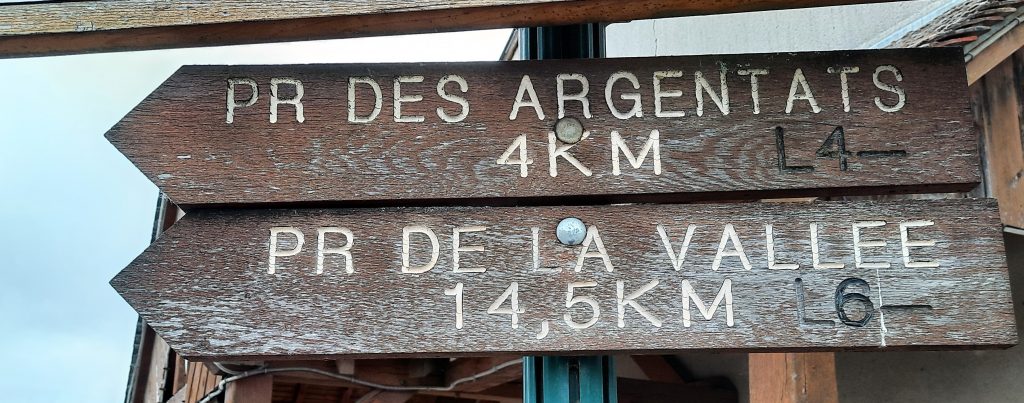 PR DES ARGENTATS
4KM L4—
PR DE LA VALLEE
14,5KM L6—